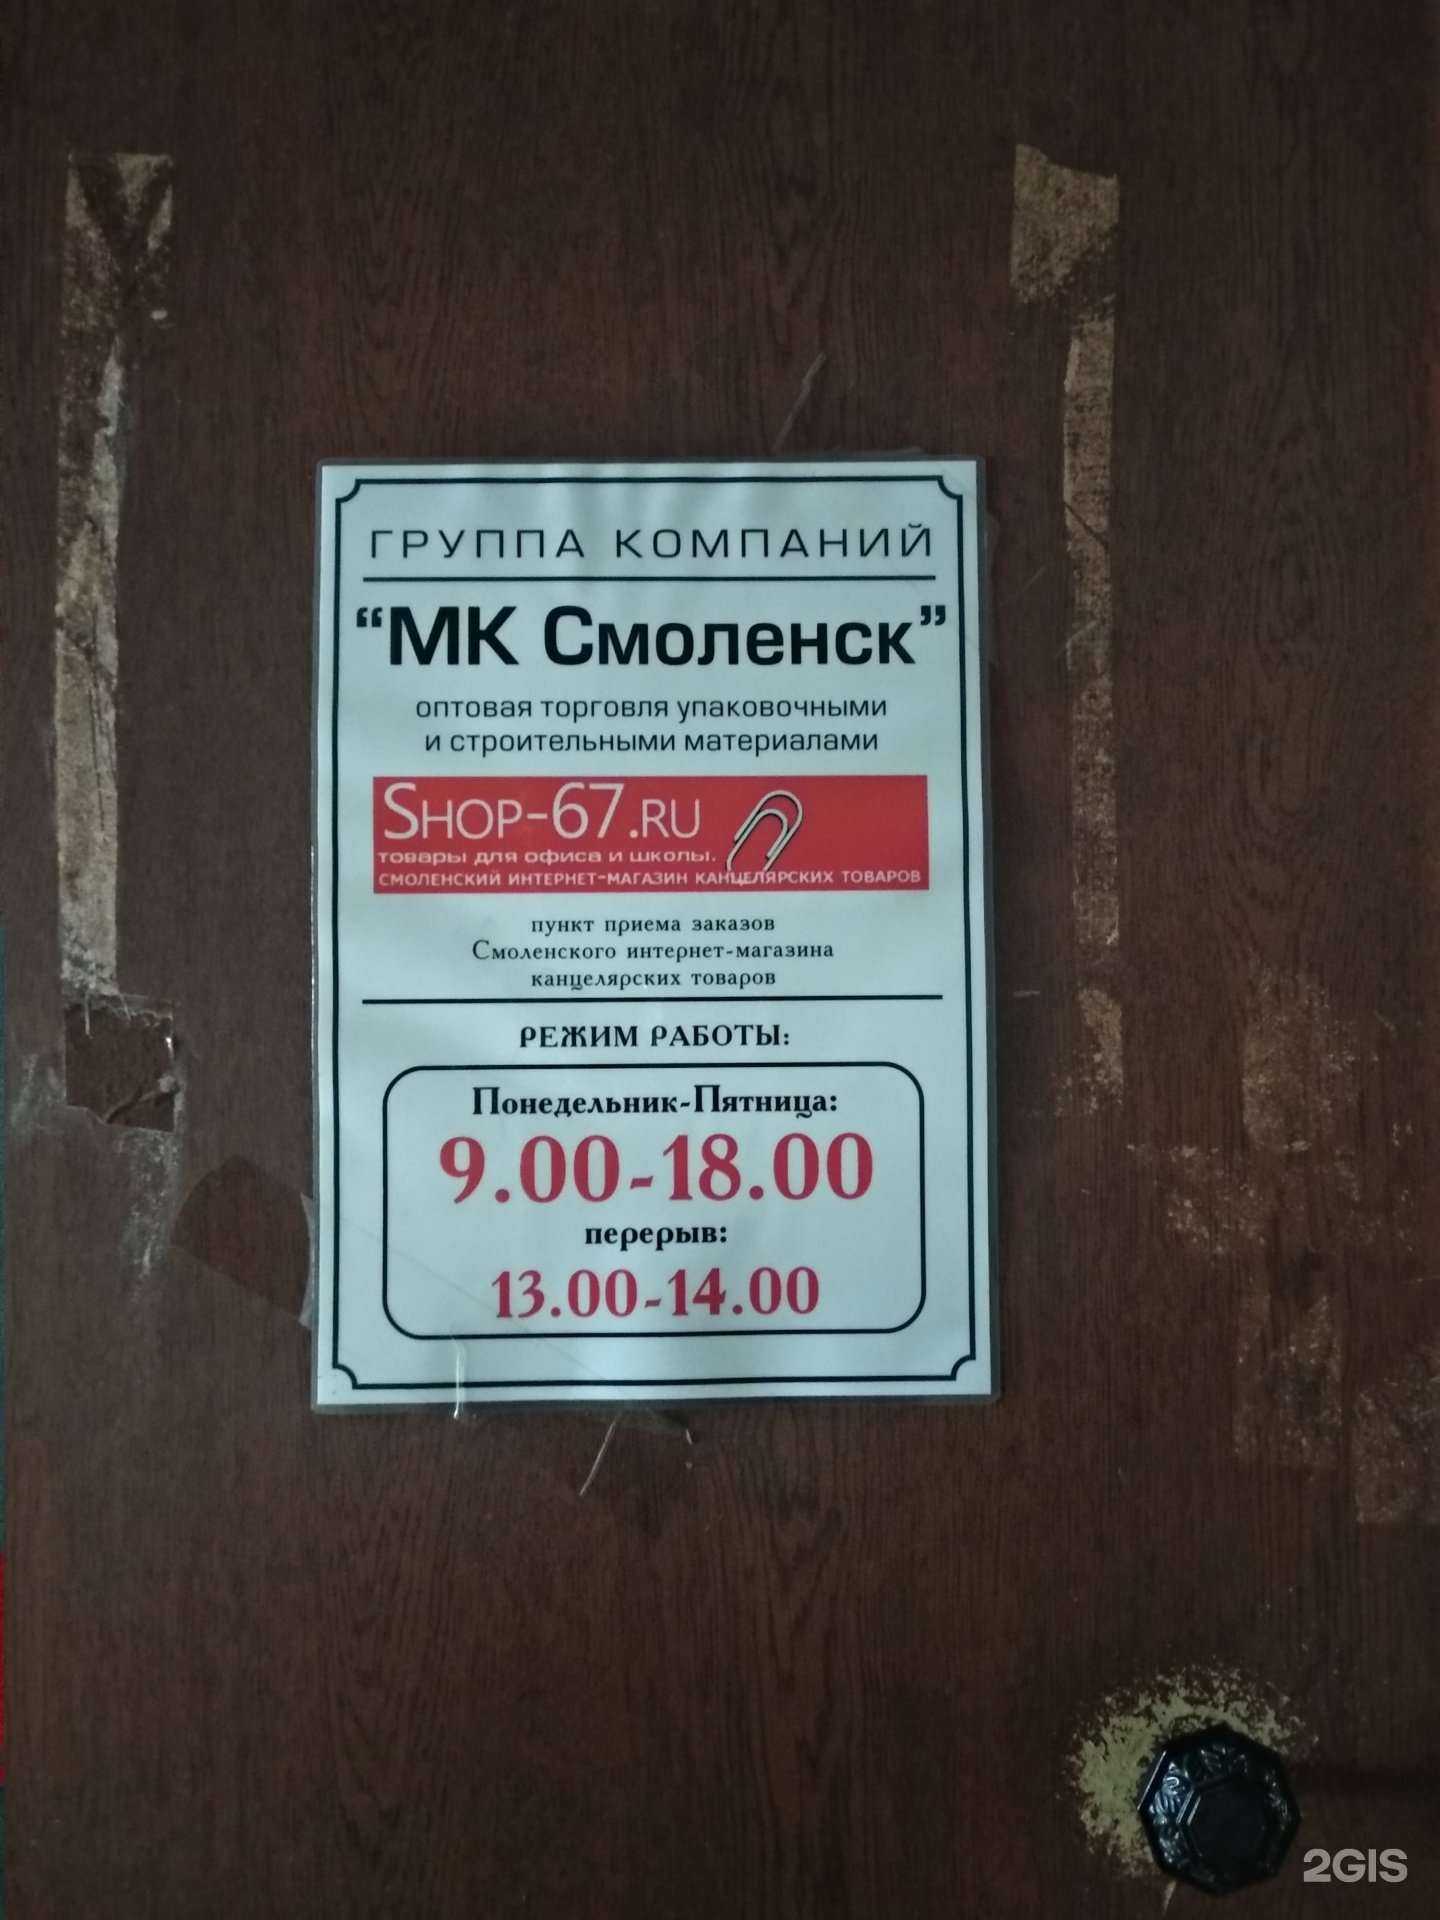 ГРУППА КОМПАНИЙ
"МК Смоленск"
оптовая торговля упаковочными
и строительными материалами
SHOP-67.RU
товары для офиса и школы.
СМОЛЕНСКИЙ ИНТЕРНЕТ-МАГАЗИН КАНЦЕЛЯРСКИХ ТОВАРОВ
пункт приема заказов
Смоленского интернет-магазина
канцелярских товаров
РЕЖИМ РАБОТЫ:
Понедельник-Пятница:
9.00-18.00
перерыв:
13.00-14.00
2GIS